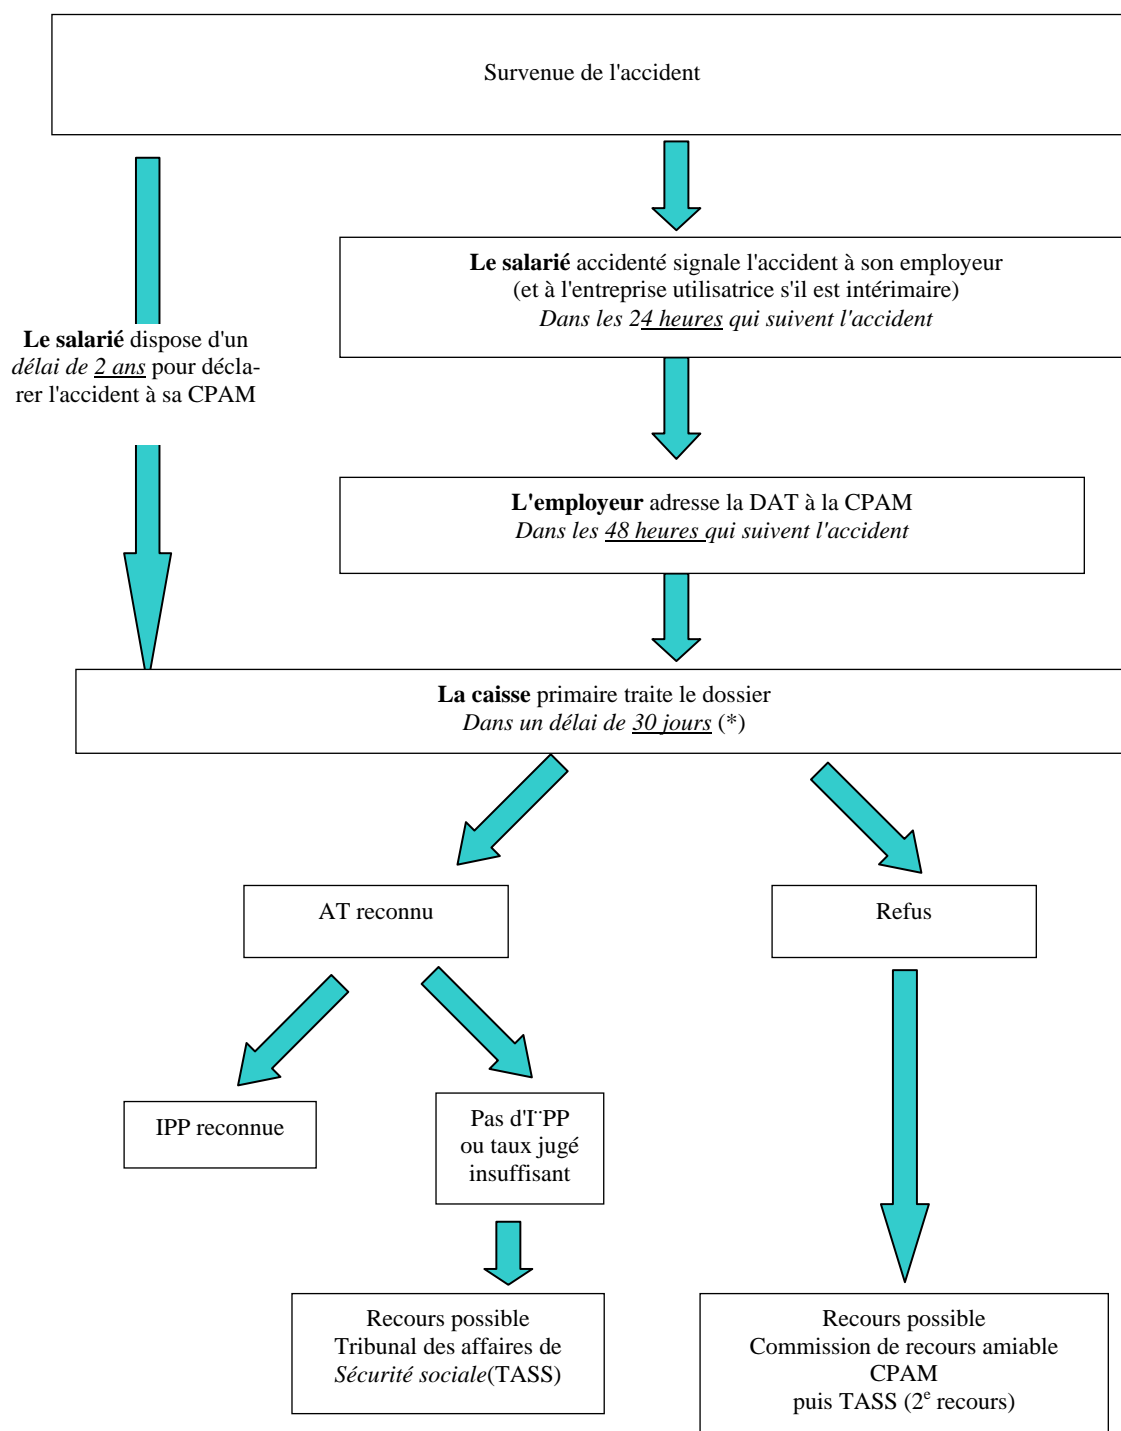 Survenue de l'accident
Le salarié accidenté signale l'accident à son employeur
(et à l'entreprise utilisatrice s'il est intérimaire)
Dans les 24 heures qui suivent l'accident
Le salarié dispose d'un
délai de 2 ans pour décla-
rer l'accident à sa CPAM
L'employeur adresse la DAT à la CPAM
Dans les 48 heures qui suivent l'accident
La caisse primaire traite le dossier
Dans un délai de 30 jours (*)
AT reconnu
Refus
IPP reconnue
Pas d'I¨PP
ou taux jugé
insuffisant
Recours possible
Tribunal des affaires de
Sécurité sociale(TASS)
Recours possible
Commission de recours amiable
CPAM
puis TASS (2e recours)